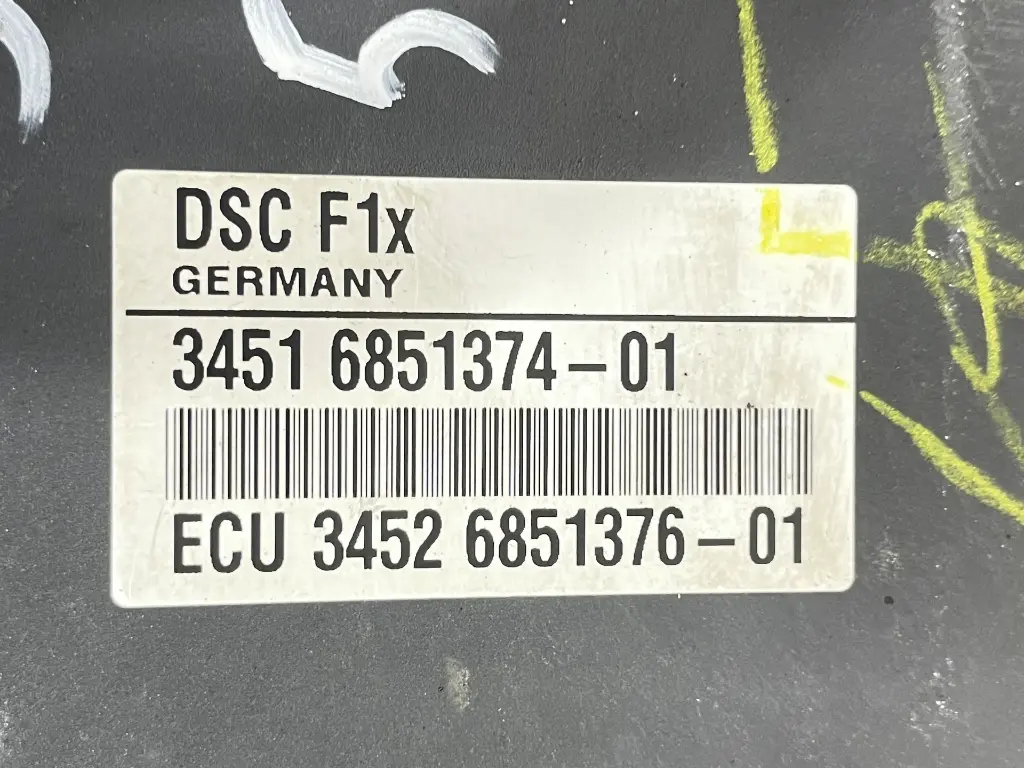 DSC F1x
GERMANY
3451 6851374-01
ECU 3452 6851376-01